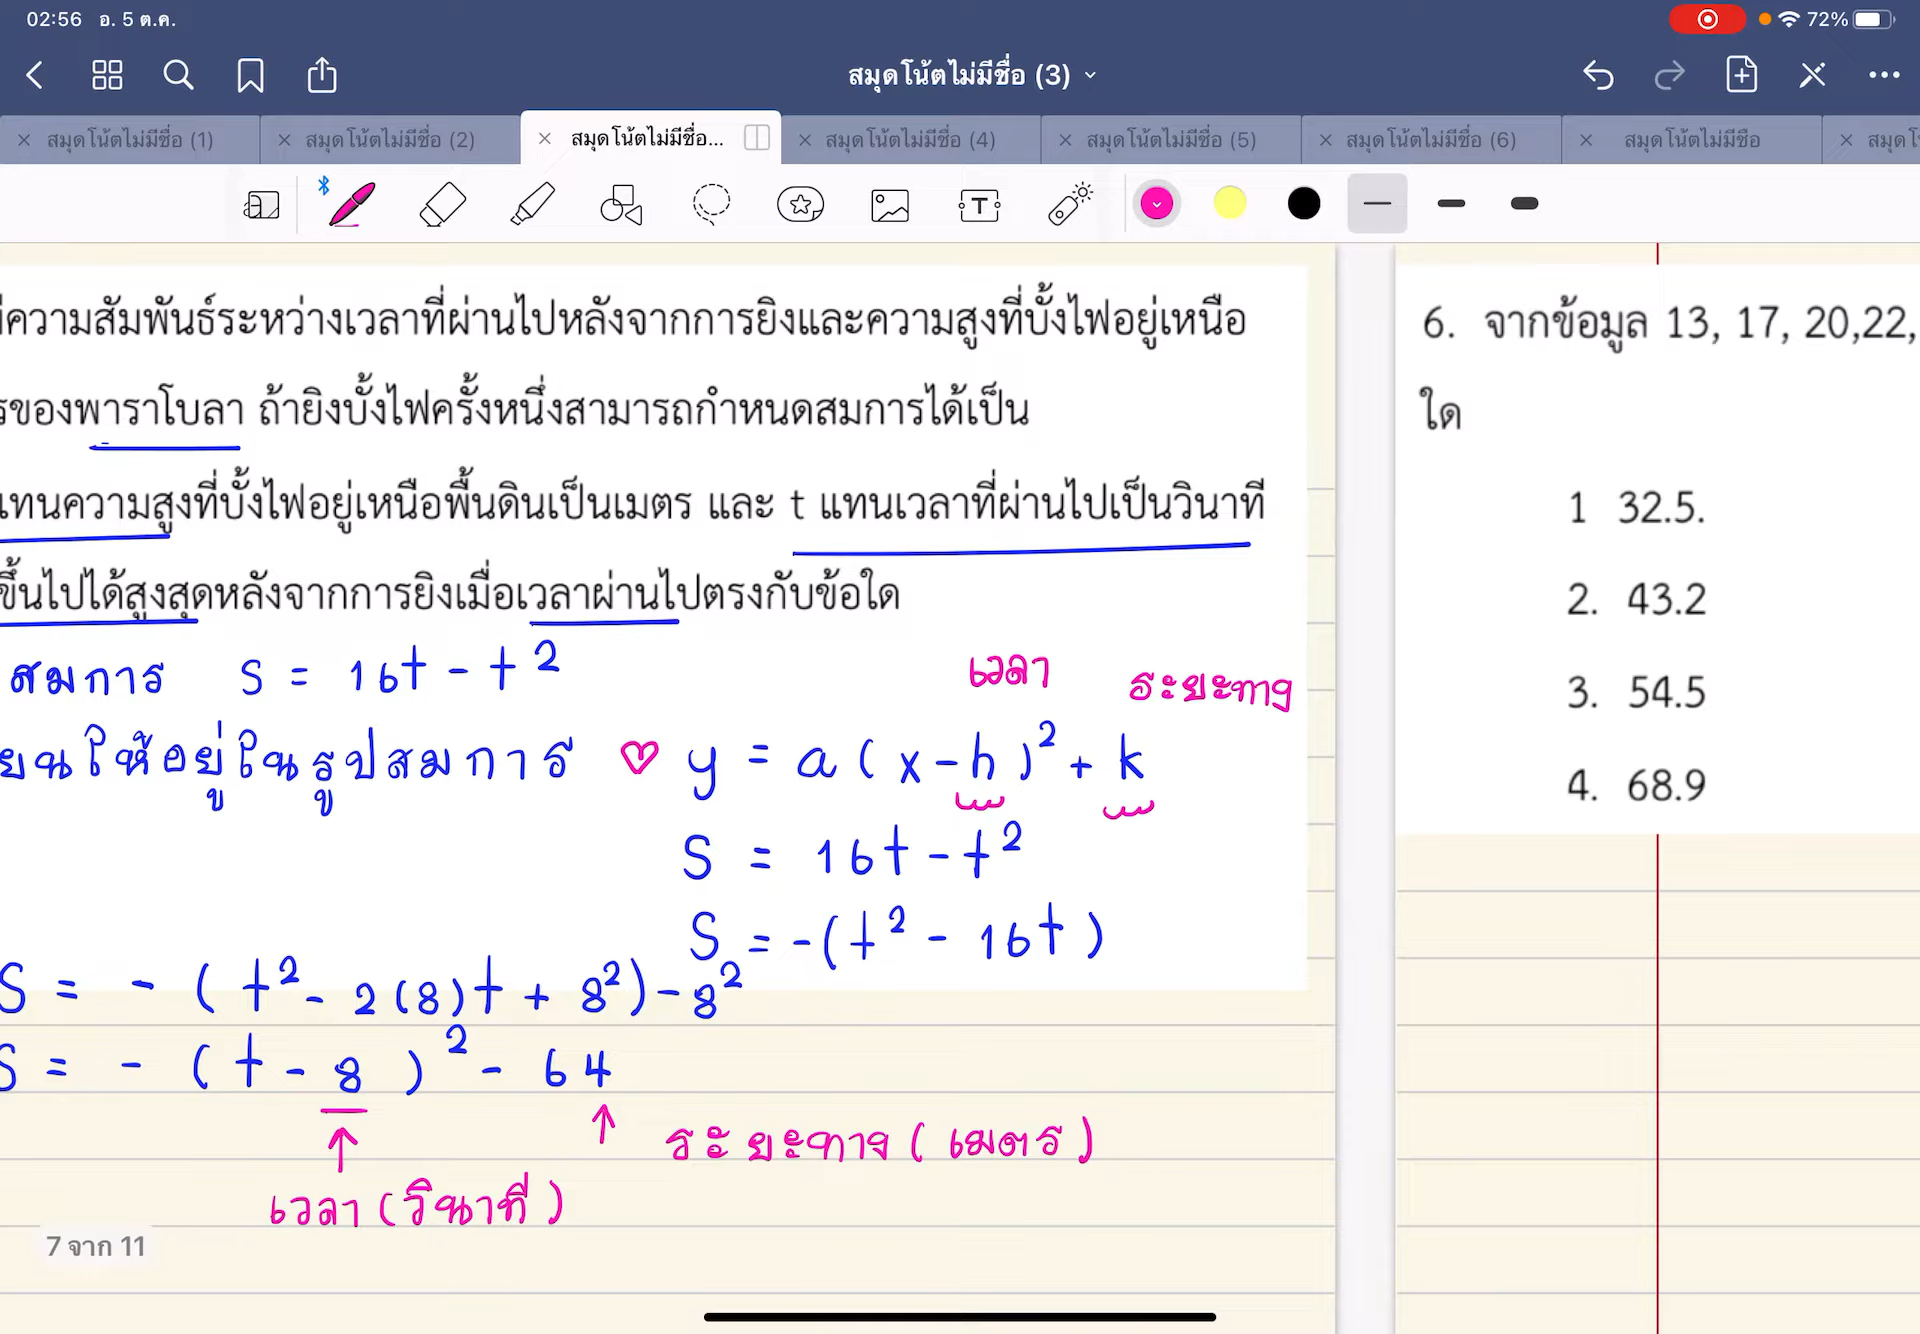 02:56 อ. 5 ต.ค.
72%
สมุดโน้ตไม่มีชื่อ (3)
สมุดโน้ตไม่มีชื่อ (1)
สมุดโน้ตไม่มีชื่อ (2)
สมุดโน้ตไม่มีชื่อ...
สมุดโน้ตไม่มีชื่อ (4)
สมุดโน้ตไม่มีชื่อ (5)
สมุดโน้ตไม่มีชื่อ (6)
สมุดโน้ตไม่มีชื่อ
ความสัมพันธ์ระหว่างเวลาที่ผ่านไปหลังจากการยิงและความสูงที่บั้งไฟอยู่เหนือ
ของพาราโบลา ถ้ายิงบั้งไฟครั้งหนึ่งสามารถกำหนดสมการได้เป็น
แทนความสูงที่บั้งไฟอยู่เหนือพื้นดินเป็นเมตร และ t แทนเวลาที่ผ่านไปเป็นวินาที
ขึ้นไปได้สูงสุดหลังจากการยิงเมื่อเวลาผ่านไปตรงกับข้อใด
สมการ S = 16t - t²
เวลา ระยะทาง
ยนให้อยู่ในรูปสมการ ♡ y = a(x-h)² + k
S = 16t - t²
S = -(t² - 16t)
S = - (t² - 2(8)t + 8²) - 8²
S = - (t - 8)² - 64
↑ ↑ ระยะทาง (เมตร)
เวลา (วินาที)
7 จาก 11
6. จากข้อมูล 13, 17, 20,22,
ใด
1 32.5.
2. 43.2
3. 54.5
4. 68.9